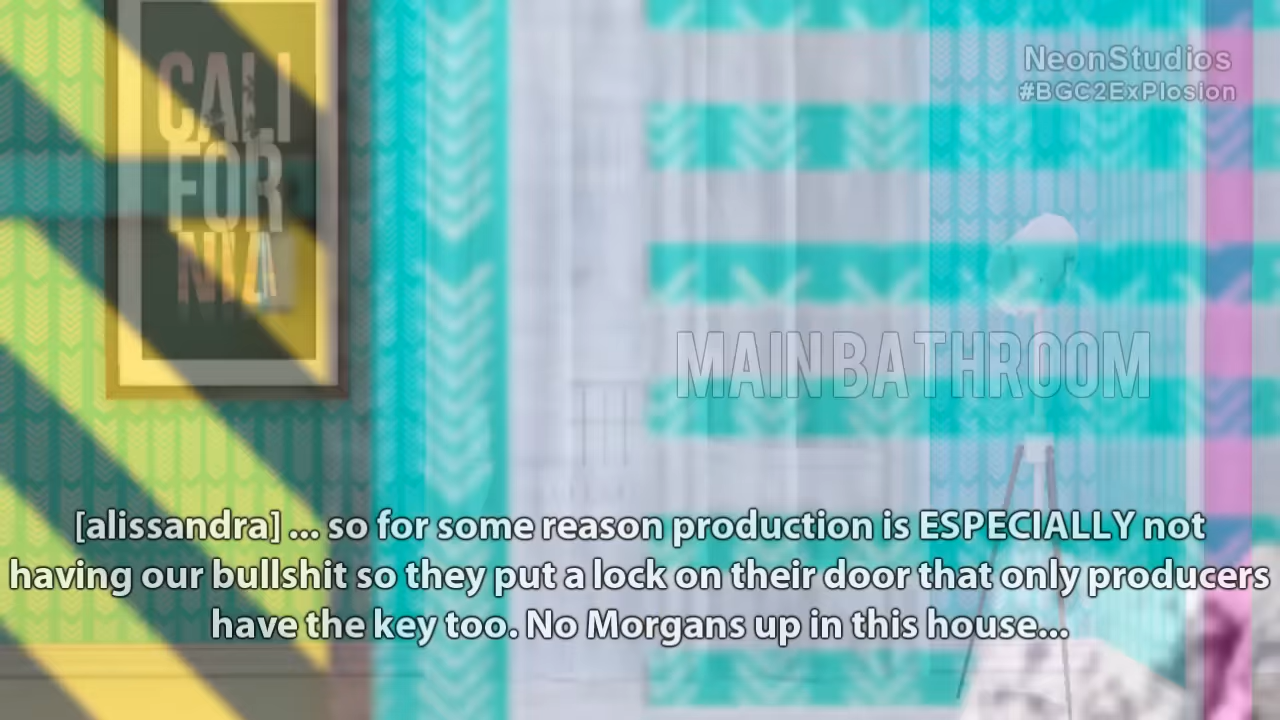 CALI
FOR
NIA
NeonStudios
#BGC2ExPlosion
MAIN BATHROOM
[alissandra] ... so for some reason production is ESPECIALLY not
having our bullshit so they put a lock on their door that only producers
have the key too. No Morgans up in this house...